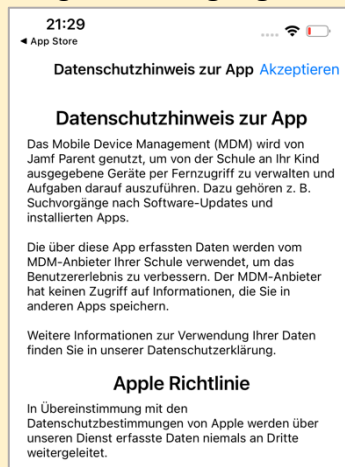 21:29
◀ App Store
Datenschutzhinweis zur App Akzeptieren
Datenschutzhinweis zur App
Das Mobile Device Management (MDM) wird von
Jamf Parent genutzt, um von der Schule an Ihr Kind
ausgegebene Geräte per Fernzugriff zu verwalten und
Aufgaben darauf auszuführen. Dazu gehören z. B.
Suchvorgänge nach Software-Updates und
installierten Apps.
Die über diese App erfassten Daten werden vom
MDM-Anbieter Ihrer Schule verwendet, um das
Benutzererlebnis zu verbessern. Der MDM-Anbieter
hat keinen Zugriff auf Informationen, die Sie in
anderen Apps speichern.
Weitere Informationen zur Verwendung Ihrer Daten
finden Sie in unserer Datenschutzerklärung.
Apple Richtlinie
In Übereinstimmung mit den
Datenschutzbestimmungen von Apple werden über
unseren Dienst erfasste Daten niemals an Dritte
weitergeleitet.